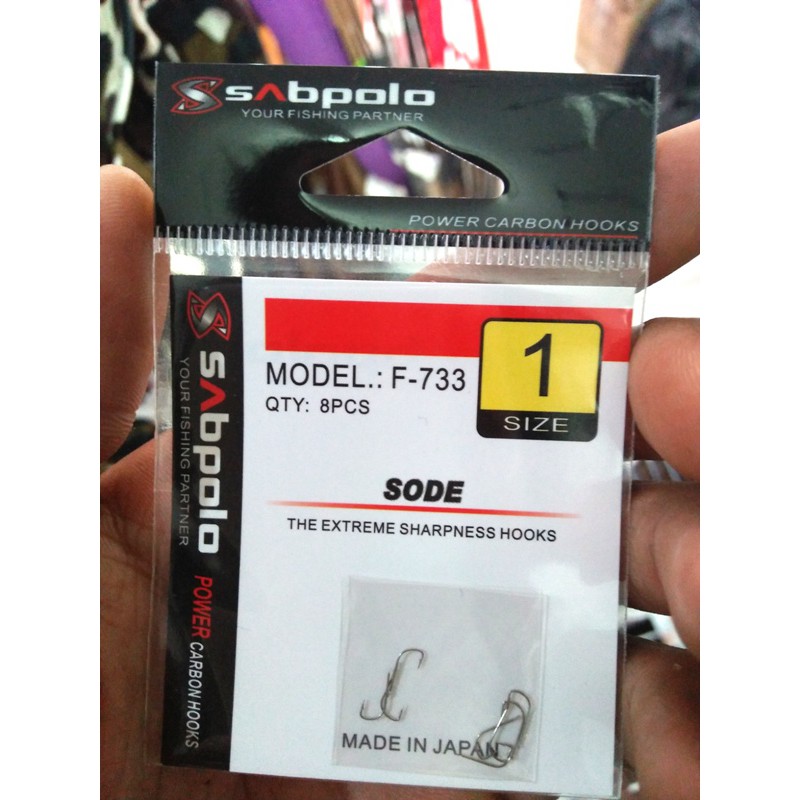 sAbpolo
YOUR FISHING PARTNER
POWER CARBON HOOKS
MODEL.: F-733
QTY: 8PCS
1
SIZE
SODE
THE EXTREME SHARPNESS HOOKS
MADE IN JAPAN
sAbpolo
YOUR FISHING PARTNER
POWER CARBON HOOKS